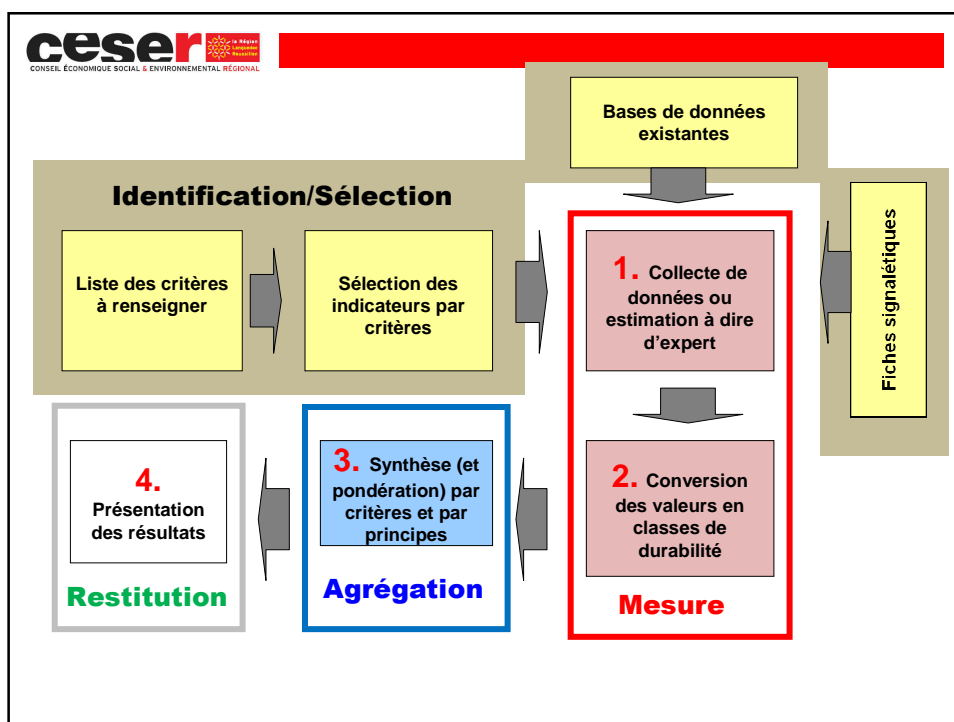 ceser
la Région
Languedoc
Roussillon
CONSEIL ÉCONOMIQUE SOCIAL & ENVIRONNEMENTAL RÉGIONAL
Bases de données
existantes
Identification/Sélection
Liste des critères
à renseigner
Sélection des
indicateurs par
critères
1. Collecte de
données ou
estimation à dire
d'expert
Fiches signalétiques
2. Conversion
des valeurs en
classes de
durabilité
Mesure
3. Synthèse (et
pondération) par
critères et par
principes
Agrégation
4.
Présentation
des résultats
Restitution